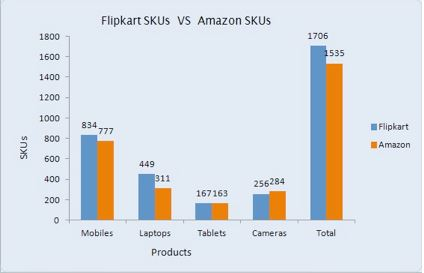 Flipkart SKUs VS Amazon SKUs
1800
1600
1400
1200
1000
800
600
400
200
0
SKUs
834
777
449
311
167
163
256
284
1706
1535
Mobiles
Laptops
Tablets
Cameras
Total
Products
Flipkart
Amazon